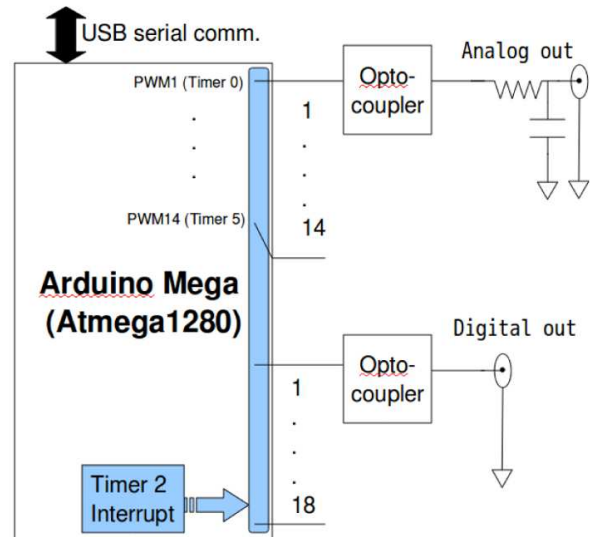 USB serial comm.
Analog out
PWM1 (Timer 0)
Opto-
coupler
1
.
.
.
14
.
.
.
PWM14 (Timer 5)
Arduino Mega
(Atmega1280)
Digital out
Opto-
coupler
1
.
.
.
18
Timer 2
Interrupt